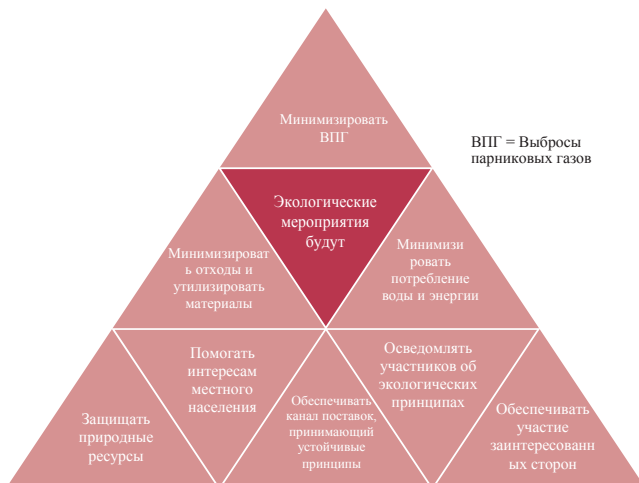 Минимизировать
ВПГ
ВПГ = Выбросы
парниковых газов
Экологические
мероприятия
будут
Минимизироват
ь отходы и
утилизировать
материалы
Минимизи
ровать
потребление
воды и энергии
Помогать
интересам
местного
населения
Осведомлять
участников об
экологических
принципах
Защищать
природные
ресурсы
Обеспечивать
канал поставок,
принимающий
устойчивые
принципы
Обеспечивать
участие
заинтересованн
ых сторон